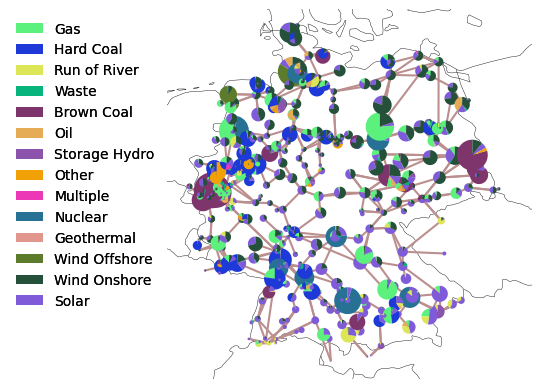 Gas
Hard Coal
Run of River
Waste
Brown Coal
Oil
Storage Hydro
Other
Multiple
Nuclear
Geothermal
Wind Offshore
Wind Onshore
Solar